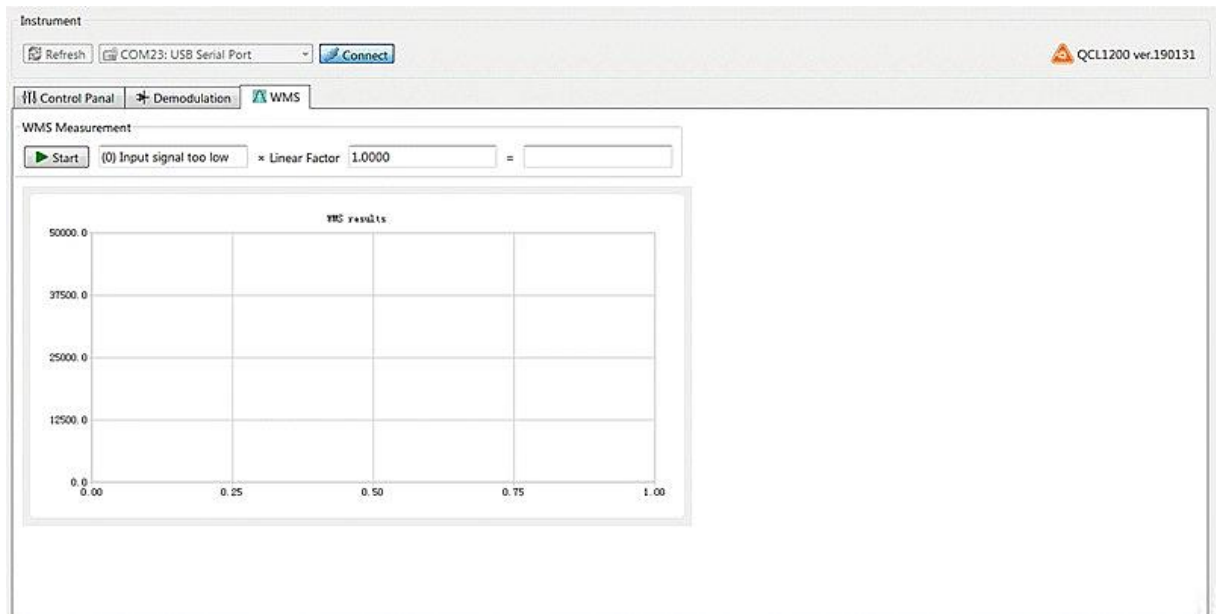 Instrument
Refresh COM23: USB Serial Port Connect QCL1200 ver.190131
Control Panal Demodulation WMS
WMS Measurement
Start (0) Input signal too low × Linear Factor 1.0000 =
WMS results
50000.0
37500.0
25000.0
12500.0
0.0
0.00 0.25 0.50 0.75 1.00